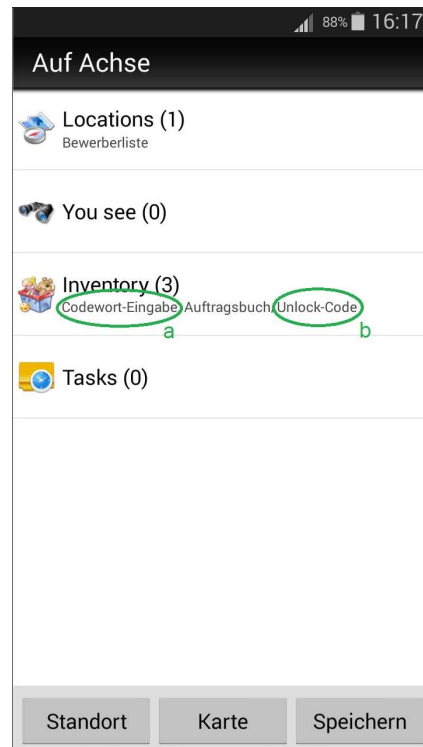 88% 16:17
Auf Achse
Locations (1)
Bewerberliste
You see (0)
Inventory (3)
Codewort-Eingabe, Auftragsbuch, Unlock-Code
a b
Tasks (0)
Standort Karte Speichern